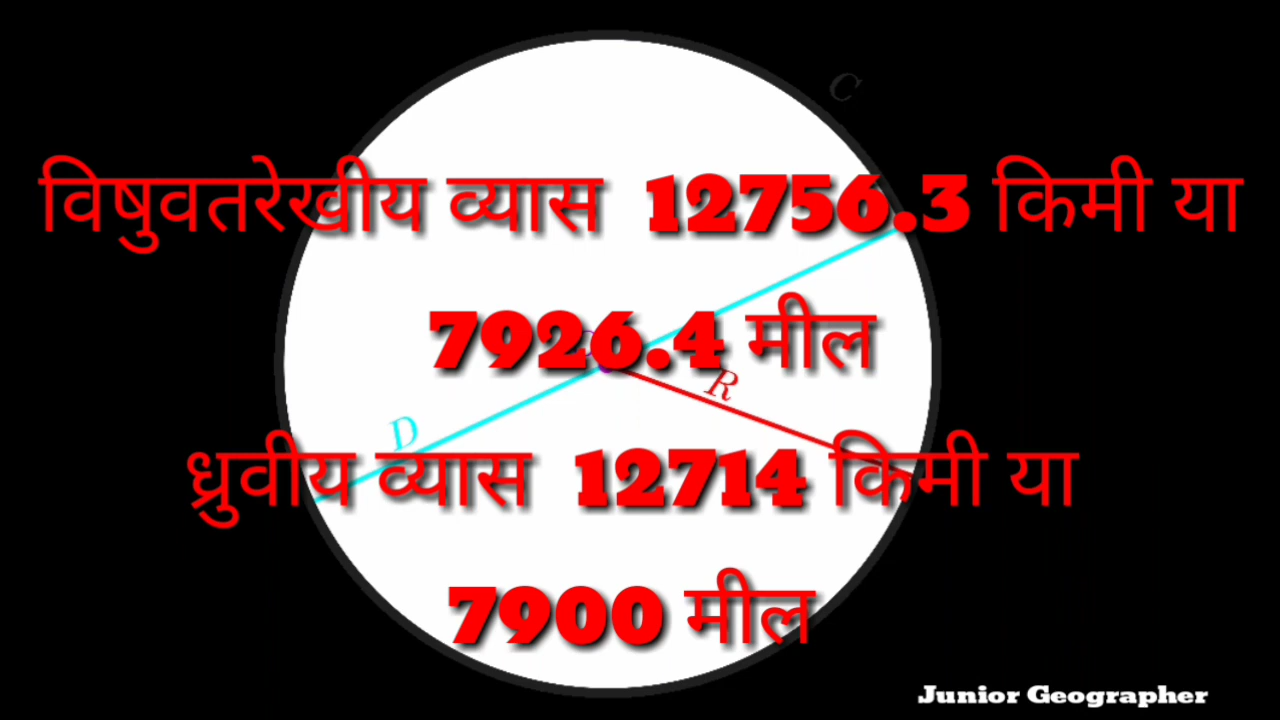 C
विषुवतरेखीय व्यास 12756.3 किमी या
7926.4 मील
R
D
ध्रुवीय व्यास 12714 किमी या
7900 मील
Junior Geographer